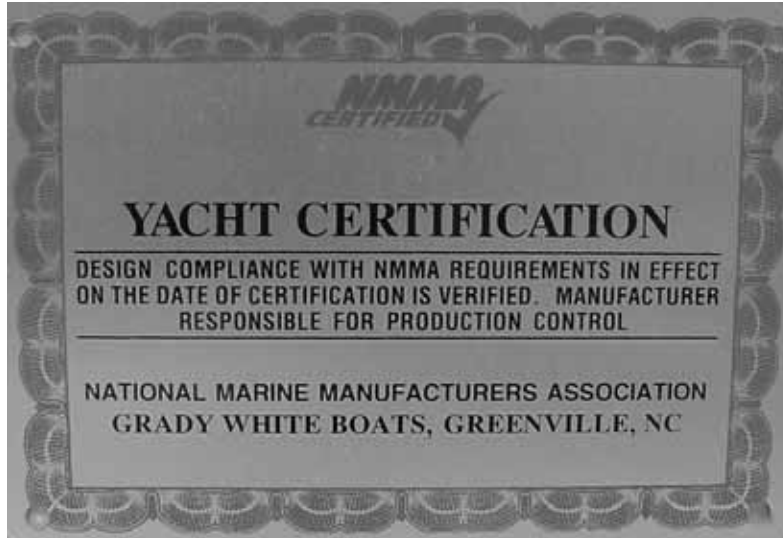 NMMA
CERTIFIED
YACHT CERTIFICATION
DESIGN COMPLIANCE WITH NMMA REQUIREMENTS IN EFFECT
ON THE DATE OF CERTIFICATION IS VERIFIED. MANUFACTURER
RESPONSIBLE FOR PRODUCTION CONTROL
NATIONAL MARINE MANUFACTURERS ASSOCIATION
GRADY WHITE BOATS, GREENVILLE, NC